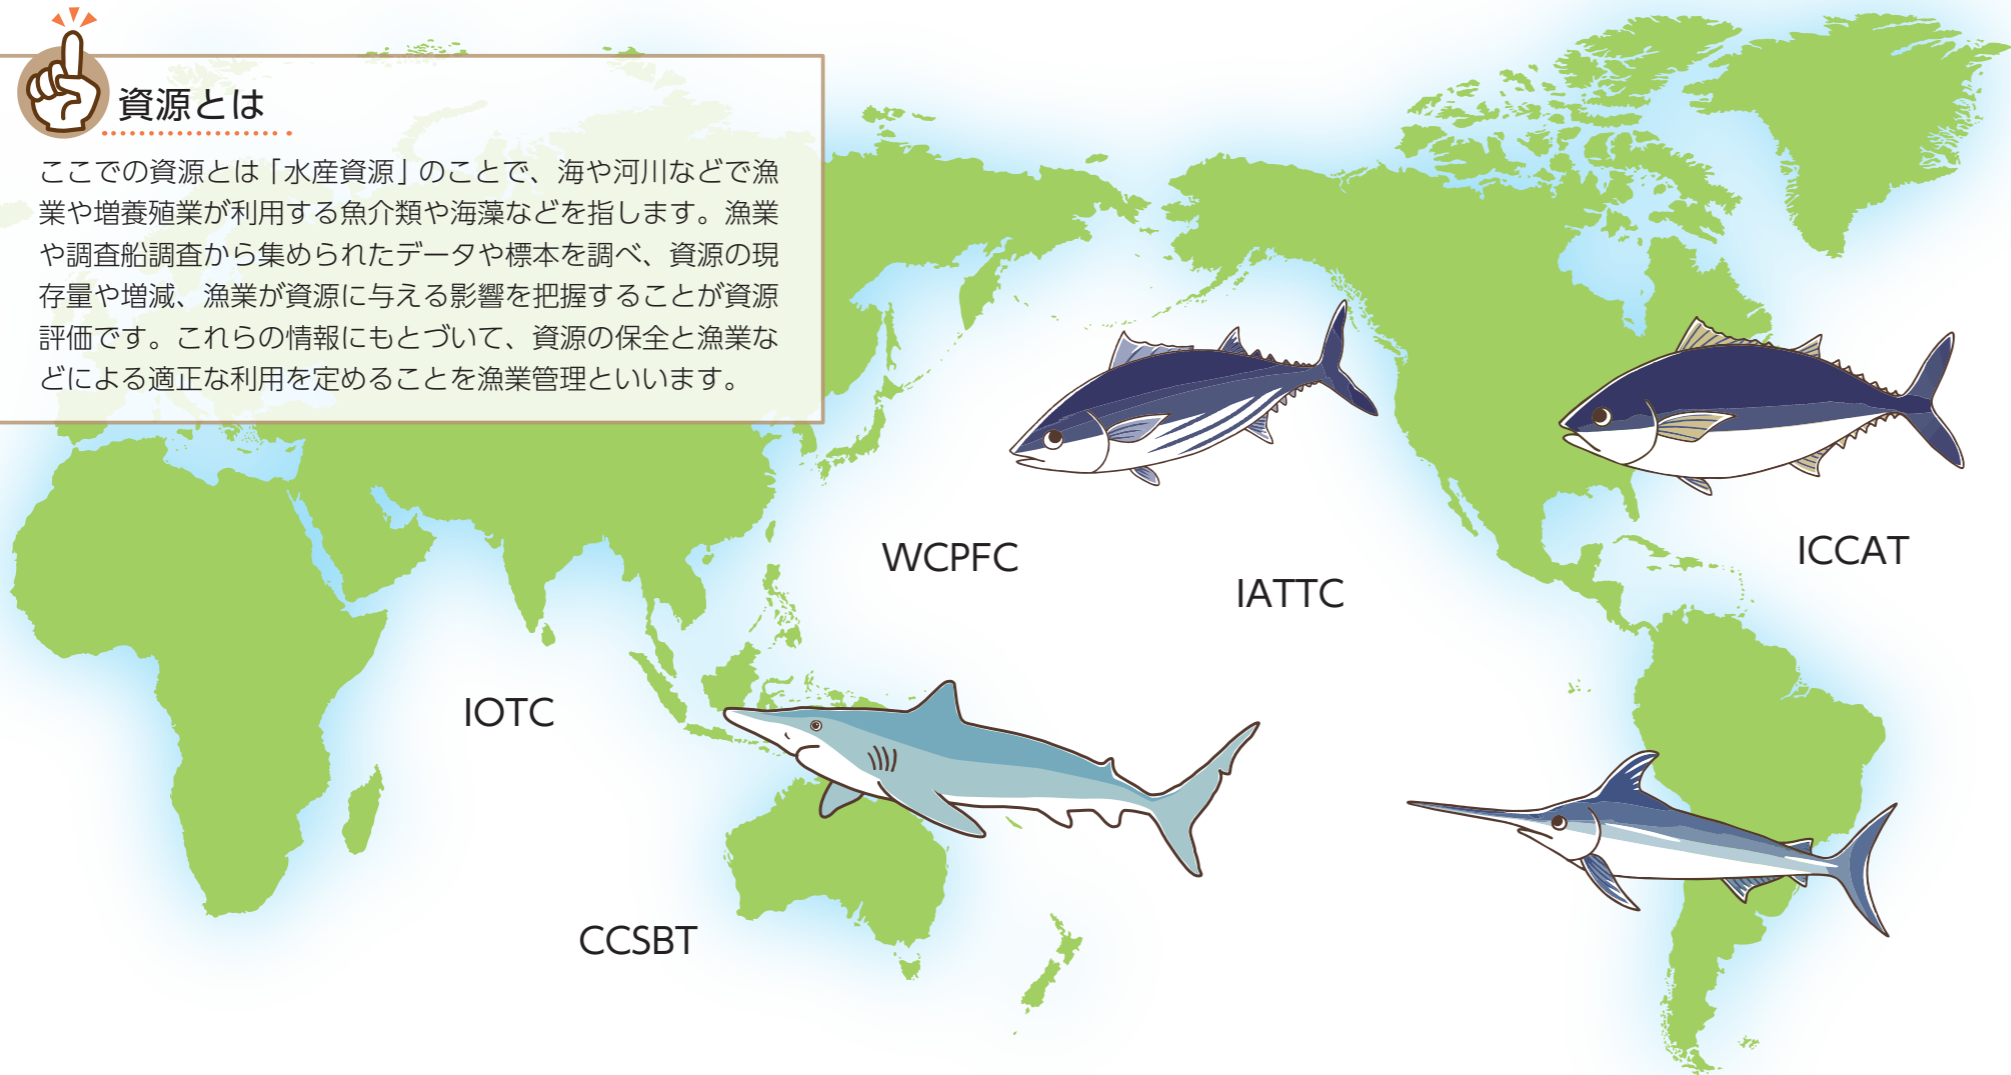 資源とは
ここでの資源とは「水産資源」のことで、海や河川などで漁
業や増養殖業が利用する魚介類や海藻などを指します。漁業
や調査船調査から集められたデータや標本を調べ、資源の現
存量や増減、漁業が資源に与える影響を把握することが資源
評価です。これらの情報にもとづいて、資源の保全と漁業な
どによる適正な利用を定めることを漁業管理といいます。
WCPFC
ICCAT
IATTC
IOTC
CCSBT